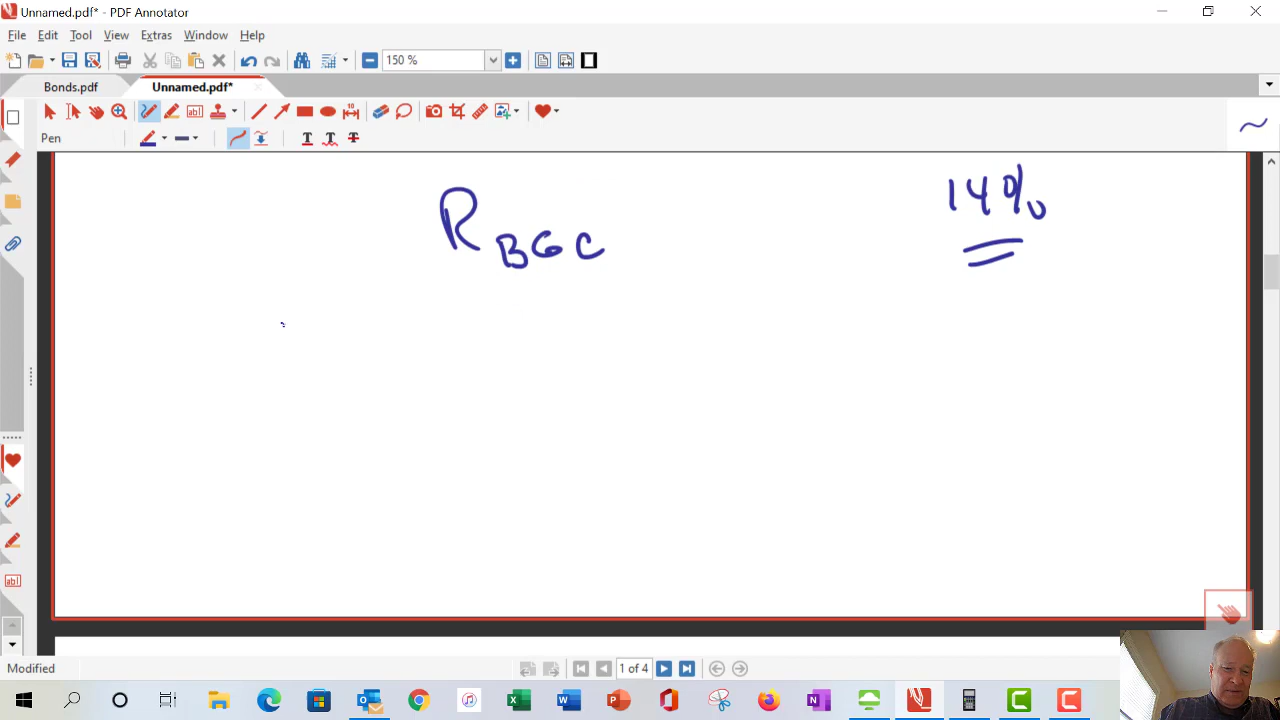 Unnamed.pdf* - PDF Annotator
File Edit Tool View Extras Window Help
150 %
Bonds.pdf Unnamed.pdf*
Pen
RBGC 14%
Modified 1 of 4